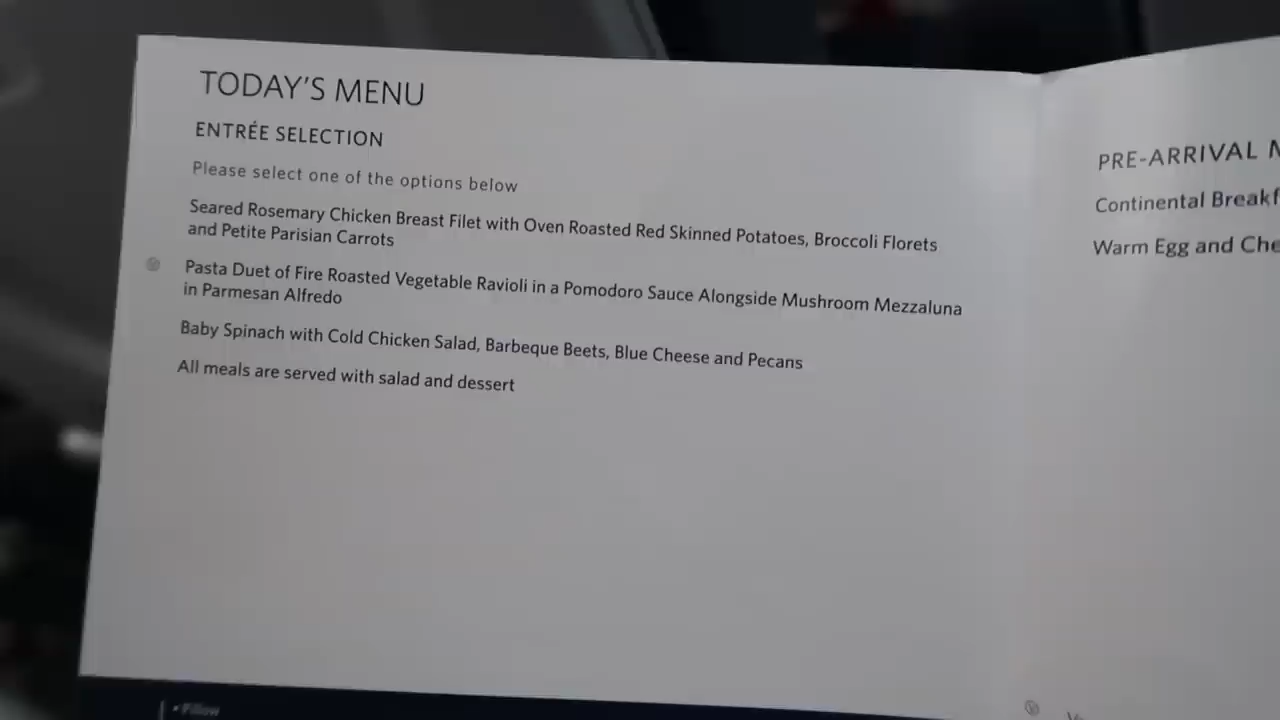 TODAY'S MENU
ENTRÉE SELECTION
Please select one of the options below
Seared Rosemary Chicken Breast Filet with Oven Roasted Red Skinned Potatoes, Broccoli Florets
and Petite Parisian Carrots
Pasta Duet of Fire Roasted Vegetable Ravioli in a Pomodoro Sauce Alongside Mushroom Mezzaluna
in Parmesan Alfredo
Baby Spinach with Cold Chicken Salad, Barbeque Beets, Blue Cheese and Pecans
All meals are served with salad and dessert
• Pillow
PRE-ARRIVAL
Continental
Warm Egg and